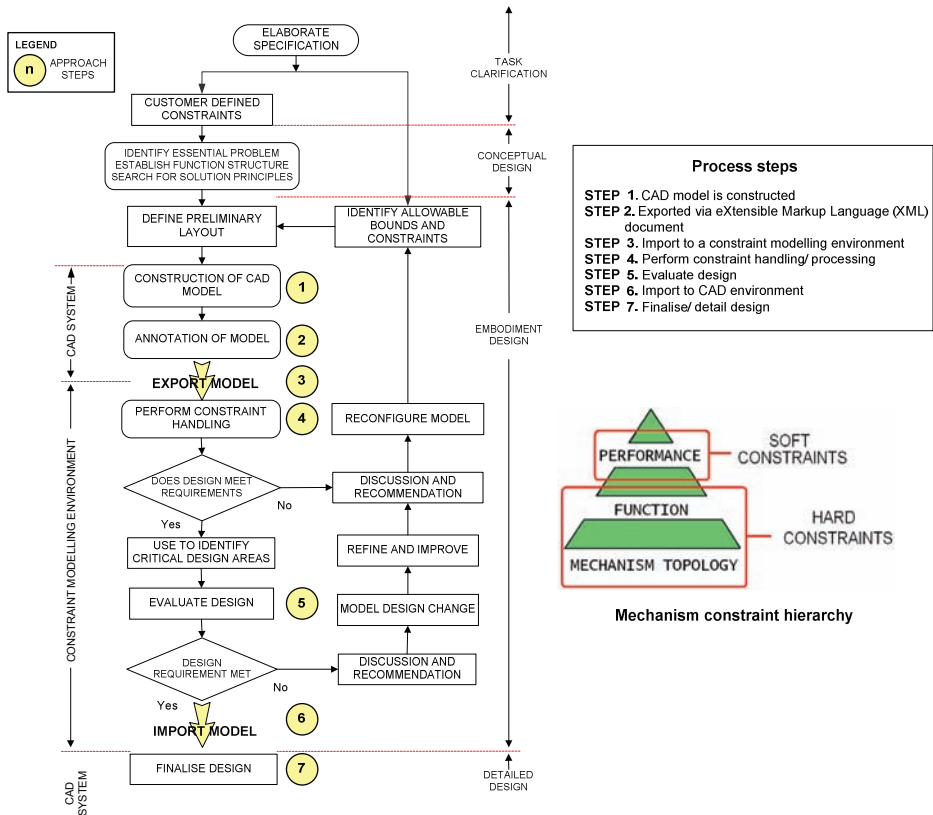 LEGEND
n
APPROACH
STEPS
ELABORATE
SPECIFICATION
TASK
CLARIFICATION
CUSTOMER DEFINED
CONSTRAINTS
IDENTIFY ESSENTIAL PROBLEM
ESTABLISH FUNCTION STRUCTURE
SEARCH FOR SOLUTION PRINCIPLES
CONCEPTUAL
DESIGN
DEFINE PRELIMINARY
LAYOUT
IDENTIFY ALLOWABLE
BOUNDS AND
CONSTRAINTS
CAD SYSTEM
CONSTRUCTION OF CAD
MODEL
1
ANNOTATION OF MODEL
2
EMBODIMENT
DESIGN
EXPORT MODEL
3
CONSTRAINT MODELLING ENVIRONMENT
PERFORM CONSTRAINT
HANDLING
4
RECONFIGURE MODEL
DOES DESIGN MEET
REQUIREMENTS
No
Yes
DISCUSSION AND
RECOMMENDATION
USE TO IDENTIFY
CRITICAL DESIGN AREAS
REFINE AND IMPROVE
EVALUATE DESIGN
5
MODEL DESIGN CHANGE
DESIGN
REQUIREMENT MET
No
Yes
DISCUSSION AND
RECOMMENDATION
IMPORT MODEL
6
CAD
SYSTEM
FINALISE DESIGN
7
DETAILED
DESIGN
Process steps
STEP 1. CAD model is constructed
STEP 2. Exported via eXtensible Markup Language (XML)
document
STEP 3. Import to a constraint modelling environment
STEP 4. Perform constraint handling/ processing
STEP 5. Evaluate design
STEP 6. Import to CAD environment
STEP 7. Finalise/ detail design
PERFORMANCE
SOFT
CONSTRAINTS
FUNCTION
HARD
CONSTRAINTS
MECHANISM TOPOLOGY
Mechanism constraint hierarchy